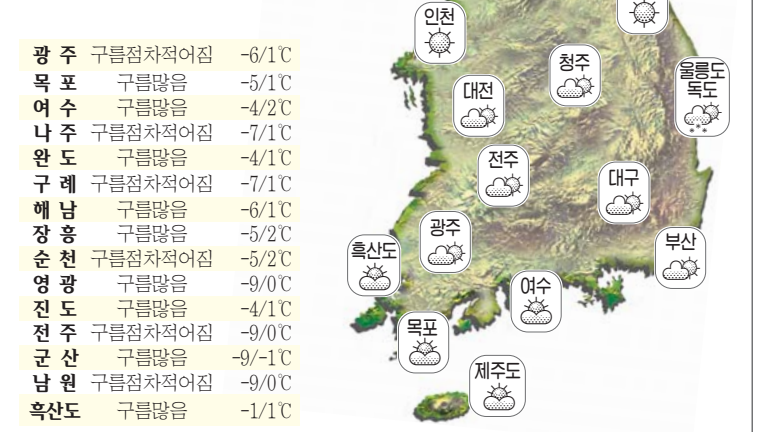 광 주 구름점차적어짐 -6/1℃
목 포 구름많음 -5/1℃
여 수 구름많음 -4/2℃
나 주 구름점차적어짐 -7/1℃
완 도 구름많음 -4/1℃
구 례 구름점차적어짐 -7/1℃
해 남 구름많음 -6/1℃
장 흥 구름많음 -5/2℃
순 천 구름점차적어짐 -5/2℃
영 광 구름많음 -9/0℃
진 도 구름많음 -4/1℃
전 주 구름점차적어짐 -9/0℃
군 산 구름많음 -9/-1℃
남 원 구름점차적어짐 -9/0℃
흑산도 구름많음 -1/1℃
인천
청주
울릉도
독도
대전
전주
대구
광주
부산
흑산도
여수
목포
제주도